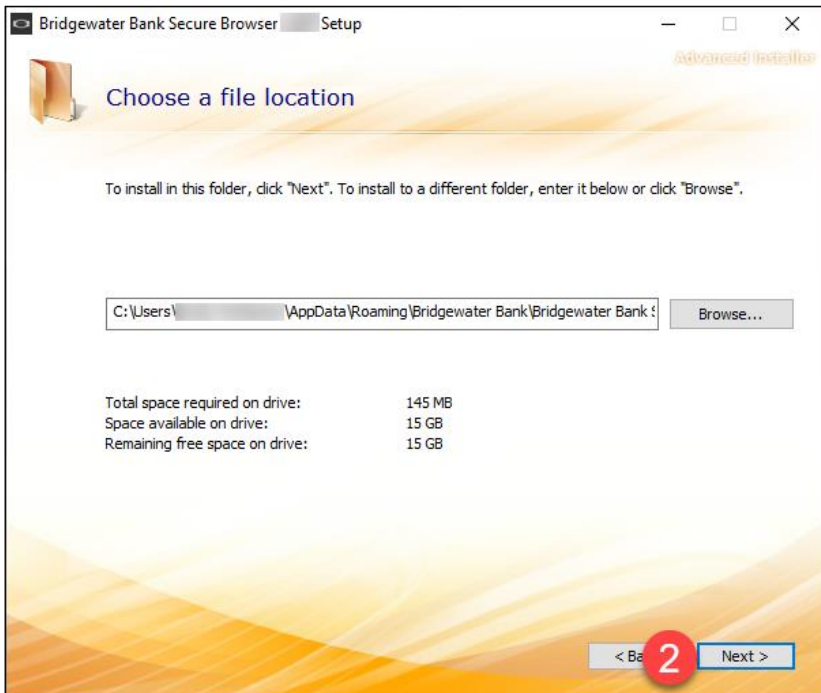 Bridgewater Bank Secure Browser Setup
Advanced Installer
Choose a file location
To install in this folder, click "Next". To install to a different folder, enter it below or click "Browse".
C:\Users\ \AppData\Roaming\Bridgewater Bank\Bridgewater Bank
Browse...
Total space required on drive: 145 MB
Space available on drive: 15 GB
Remaining free space on drive: 15 GB
< Ba 2 Next >